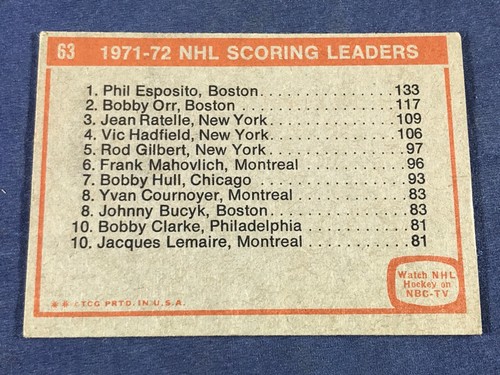 63 1971-72 NHL SCORING LEADERS
1. Phil Esposito, Boston . . . . . . . . . . . . . . . 133
2. Bobby Orr, Boston . . . . . . . . . . . . . . . . . 117
3. Jean Ratelle, New York . . . . . . . . . . . . . . 109
4. Vic Hadfield, New York . . . . . . . . . . . . . . 106
5. Rod Gilbert, New York . . . . . . . . . . . . . . . 97
6. Frank Mahovlich, Montreal . . . . . . . . . . . 96
7. Bobby Hull, Chicago . . . . . . . . . . . . . . . . 93
8. Yvan Cournoyer, Montreal . . . . . . . . . . . 83
8. Johnny Bucyk, Boston . . . . . . . . . . . . . . 83
10. Bobby Clarke, Philadelphia . . . . . . . . . . 81
10. Jacques Lemaire, Montreal . . . . . . . . . . 81
Watch NHL
Hockey on
NBC-TV
T.C.G. PRTD. IN U.S.A.